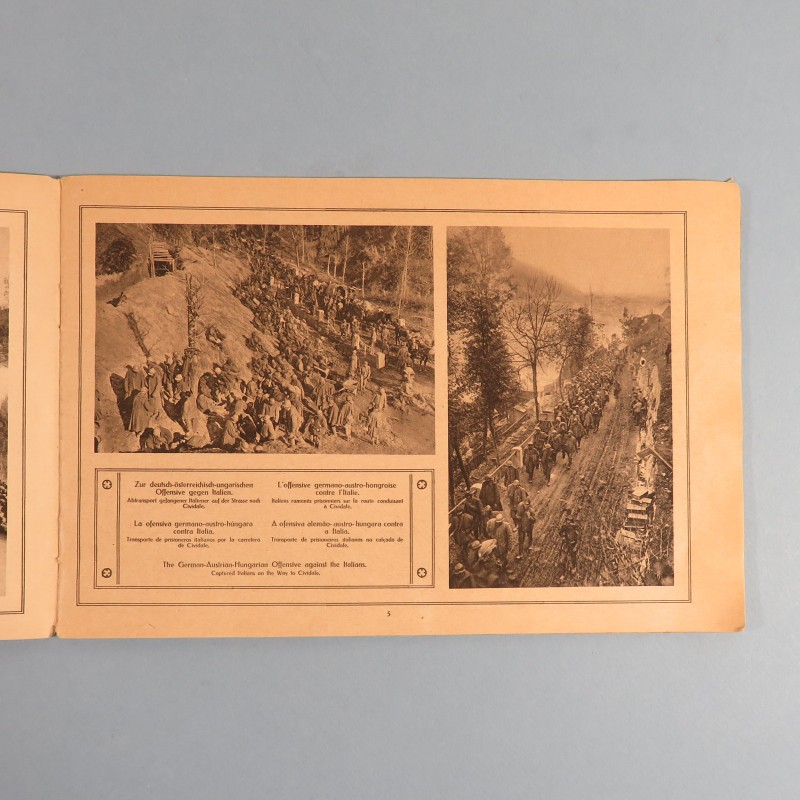 Zur deutsch-österreichisch-ungarischen
Offensive gegen Italien.
Abtransport gefangener Italiener auf der Strasse nach
Cividale.
L'offensive germano-austro-hongroise
contre l'Italie.
Italiens ramenés prisonniers sur la route conduisant
à Cividale.
La ofensiva germano-austro-húngara
contra Italia.
Transporte de prisioneros italianos por la carretera
de Cividale.
A ofensiva alemão-austro-hungara contra
a Italia.
Transporte de prisioneiros italianos na calçada de
Cividale.
The German-Austrian-Hungarian Offensive against the Italians.
Captured Italians on the Way to Cividale.
5